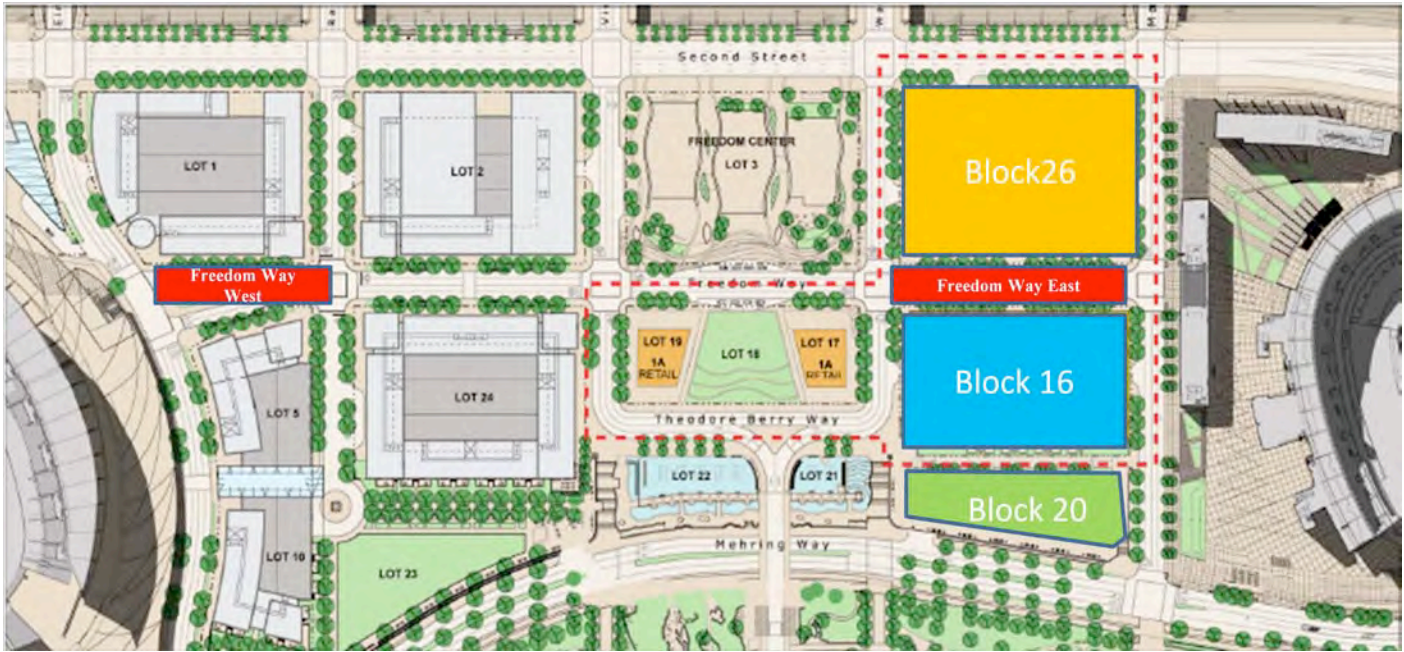 Second Street
LOT 1
LOT 2
FREEDOM CENTER
LOT 3
Block26
Freedom Way
West
Freedom Way
Freedom Way East
LOT 19
1A
RETAIL
LOT 18
LOT 17
1A
RETAIL
Block 16
LOT 5
LOT 24
Theodore Berry Way
LOT 22
LOT 21
Block 20
LOT 10
LOT 23
Mehring Way